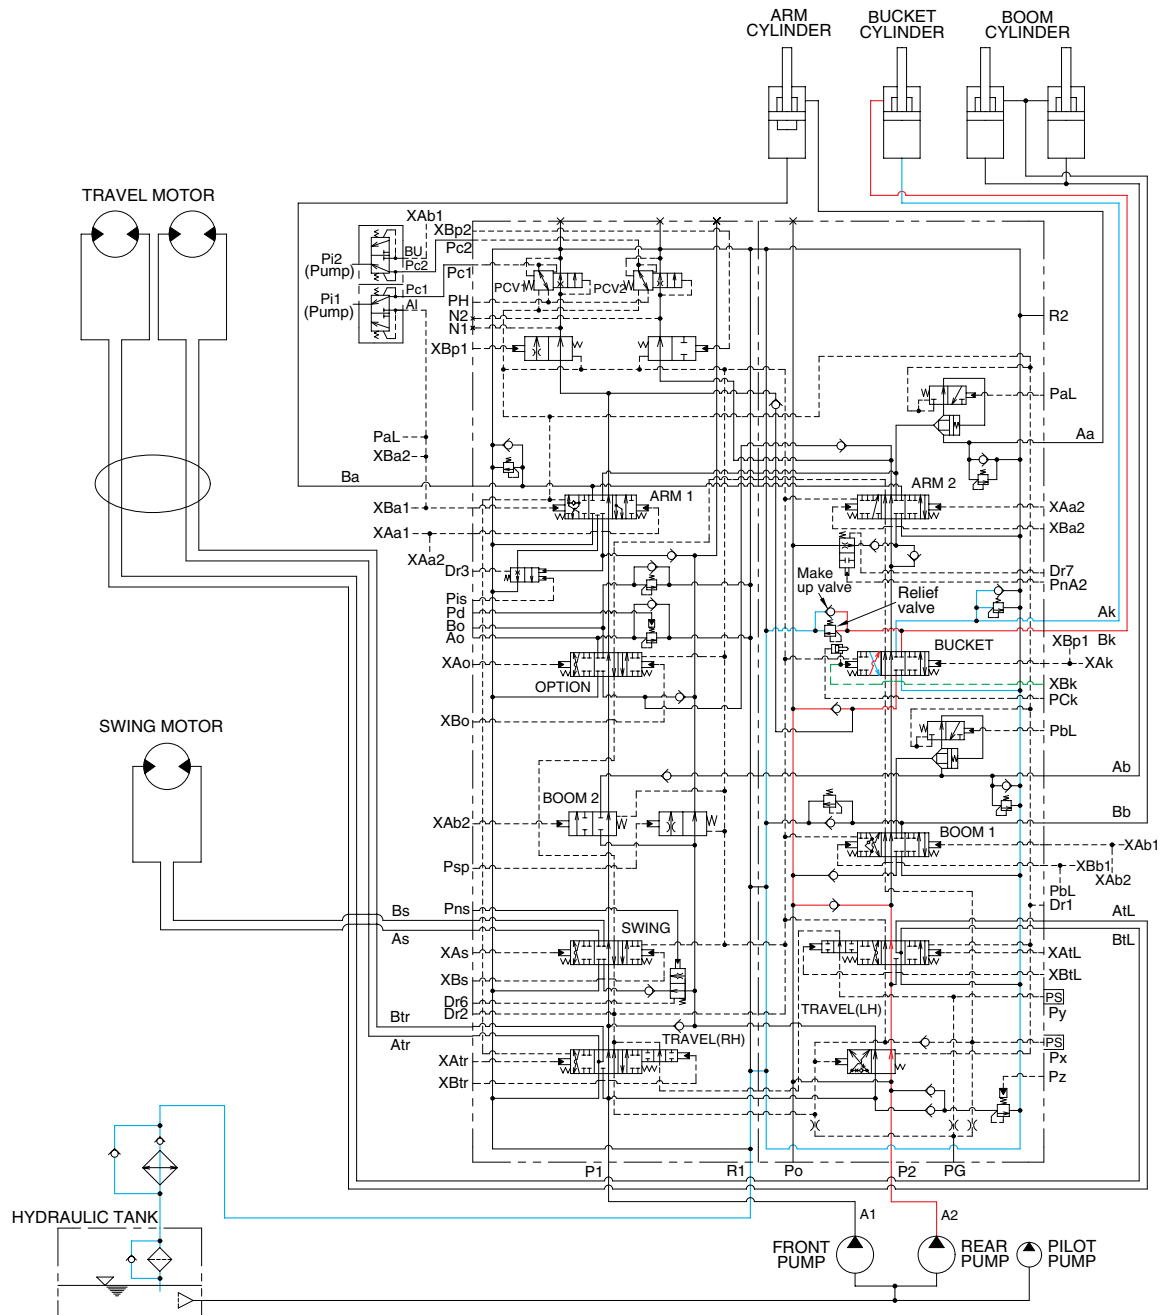 ARM
CYLINDER
BUCKET
CYLINDER
BOOM
CYLINDER
TRAVEL MOTOR
XAb1
XBp2
Pc2
Pc1
BU
Pc2
Pi2
(Pump)
Pc1
Pi1
(Pump)
AI
PCV1
PCV2
PH
N2
N1
XBp1
R2
PaL
Aa
PaL
XBa2
Ba
XBa1
XAa1
XAa2
ARM 1
ARM 2
XAa2
XBa2
Dr3
Pis
Pd
Bo
Ao
Dr7
PnA2
Make
up valve
Relief
valve
Ak
XBp1
Bk
BUCKET
XAo
OPTION
XAk
XBk
PCk
XBo
PbL
SWING MOTOR
Ab
BOOM 2
Bb
XAb2
BOOM 1
XAb1
XBb1
XAb2
Psp
PbL
Dr1
Pns
Bs
AtL
SWING
As
BtL
XAs
XAtL
XBs
XBtL
Dr6
Dr2
PS
Py
TRAVEL(LH)
Btr
TRAVEL(RH)
Atr
PS
Px
XAtr
XBtr
Pz
P1
R1
Po
P2
PG
HYDRAULIC TANK
A1
A2
FRONT
PUMP
REAR
PUMP
PILOT
PUMP